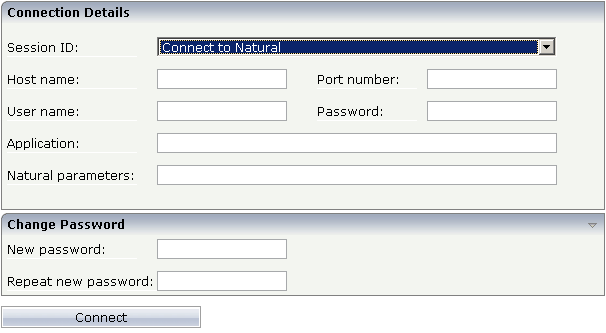 Connection Details
Session ID: Connect to Natural
Host name: Port number:
User name: Password:
Application:
Natural parameters:
Change Password
New password:
Repeat new password:
Connect